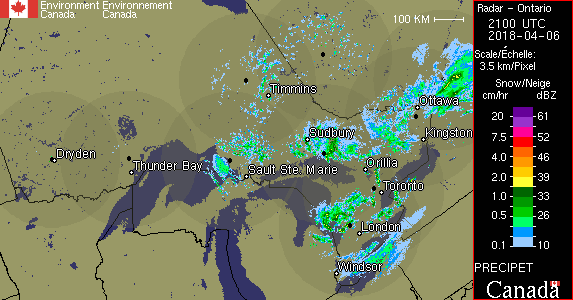 Environment Environnement
Canada Canada
100 KM
Timmins
Ottawa
Sudbury
Kingston
Dryden
Thunder Bay
Sault Ste. Marie
Orillia
Toronto
London
Windsor
Radar - Ontario
2100 UTC
2018-04-06
Scale/Échelle:
3.5 km/Pixel
Snow/Neige
cm/hr dBZ
20 61
7.5 52
4.0 46
2.0 39
1.0 33
0.5 26
0.1 10
PRECIPET
Canada